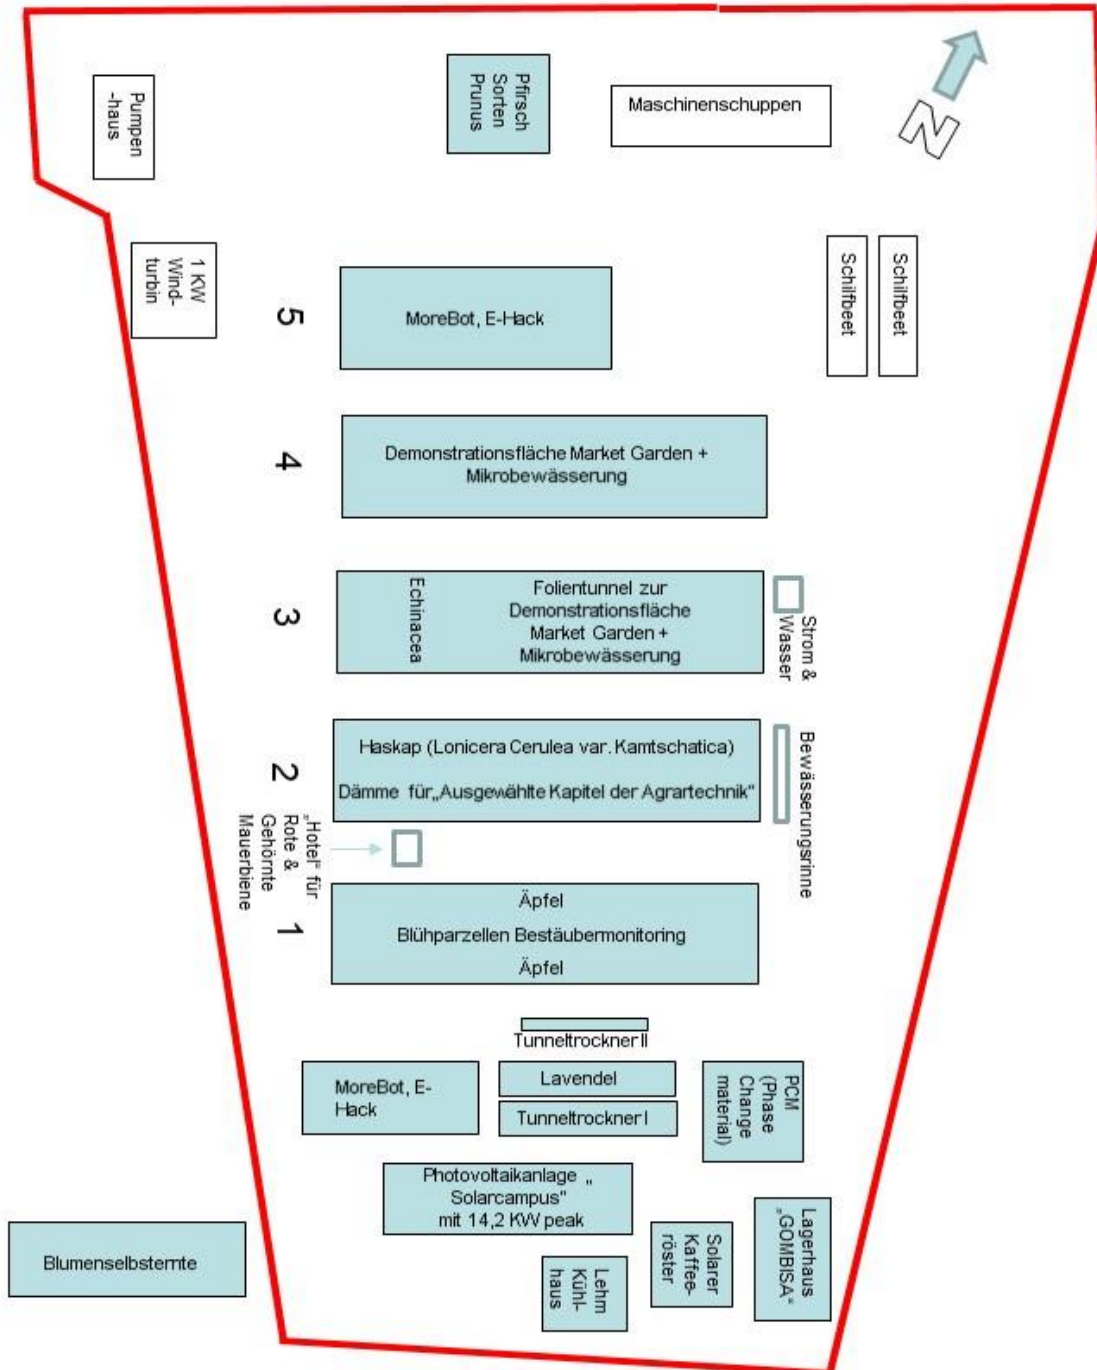 Pumpen
-haus
Pfirsch
Sorten
Prunus
Maschinenschuppen
N
1 KW
Wind-
turbin
5
MoreBot, E-Hack
Schilfbeet
Schilfbeet
4
Demonstrationsfläche Market Garden +
Mikrobewässerung
3
Echinacea
Folientunnel zur
Demonstrationsfläche
Market Garden +
Mikrobewässerung
Strom &
Wasser
2
Haskap (Lonicera Cerulea var. Kamtschatica)
Dämme für„Ausgewählte Kapitel der Agrartechnik“
Bewässerungsrinne
„Hotel“ für
Rote &
Gehörnte
Mauerbiene
1
Äpfel
Blühparzellen Bestäubermonitoring
Äpfel
Tunneltrockner II
MoreBot, E-
Hack
Lavendel
Tunneltrockner I
PCM
(Phase
Change
material)
Photovoltaikanlage „
Solarcampus“
mit 14,2 KW peak
Blumenselbsternte
Lehm
Kühl-
haus
Solarer
Kaffee-
röster
Lagerhaus
„GOMBISA“